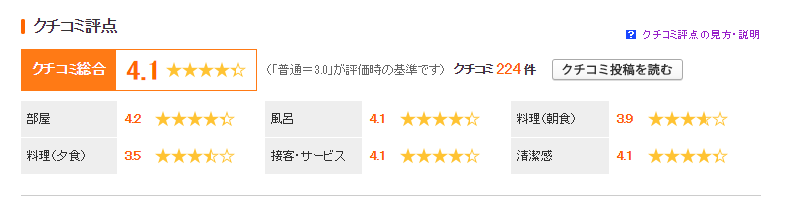 クチコミ評点
? クチコミ評点の見方・説明
クチコミ総合 4.1 ★★★★☆ (「普通＝3.0」が評価時の基準です) クチコミ 224 件 クチコミ投稿を読む
部屋 4.2 ★★★★☆ 風呂 4.1 ★★★★☆ 料理(朝食) 3.9 ★★★★☆
料理(夕食) 3.5 ★★★★☆ 接客・サービス 4.1 ★★★★☆ 清潔感 4.1 ★★★★☆